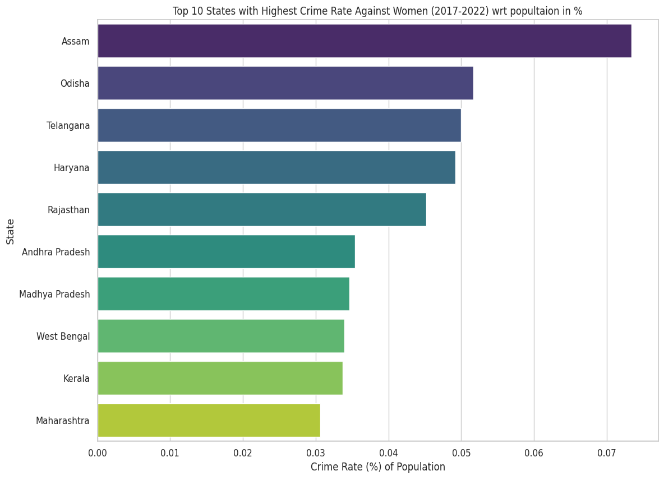 Top 10 States with Highest Crime Rate Against Women (2017-2022) wrt popultaion in %
Assam
Odisha
Telangana
Haryana
Rajasthan
State
Andhra Pradesh
Madhya Pradesh
West Bengal
Kerala
Maharashtra
0.00 0.01 0.02 0.03 0.04 0.05 0.06 0.07
Crime Rate (%) of Population